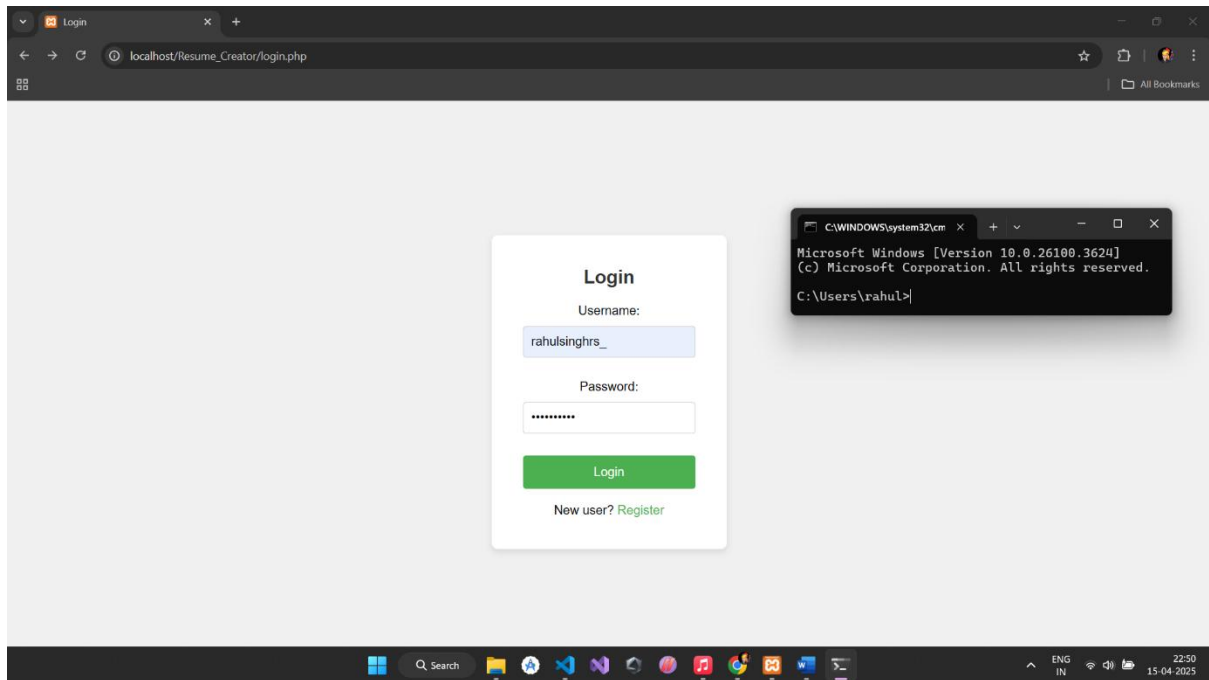 Login
localhost/Resume_Creator/login.php
All Bookmarks
C:\WINDOWS\system32\cm
Microsoft Windows [Version 10.0.26100.3624]
(c) Microsoft Corporation. All rights reserved.
C:\Users\rahul>
Login
Username:
rahulsinghrs_
Password:
••••••••••
Login
New user? Register
Search
ENG
IN
22:50
15-04-2025